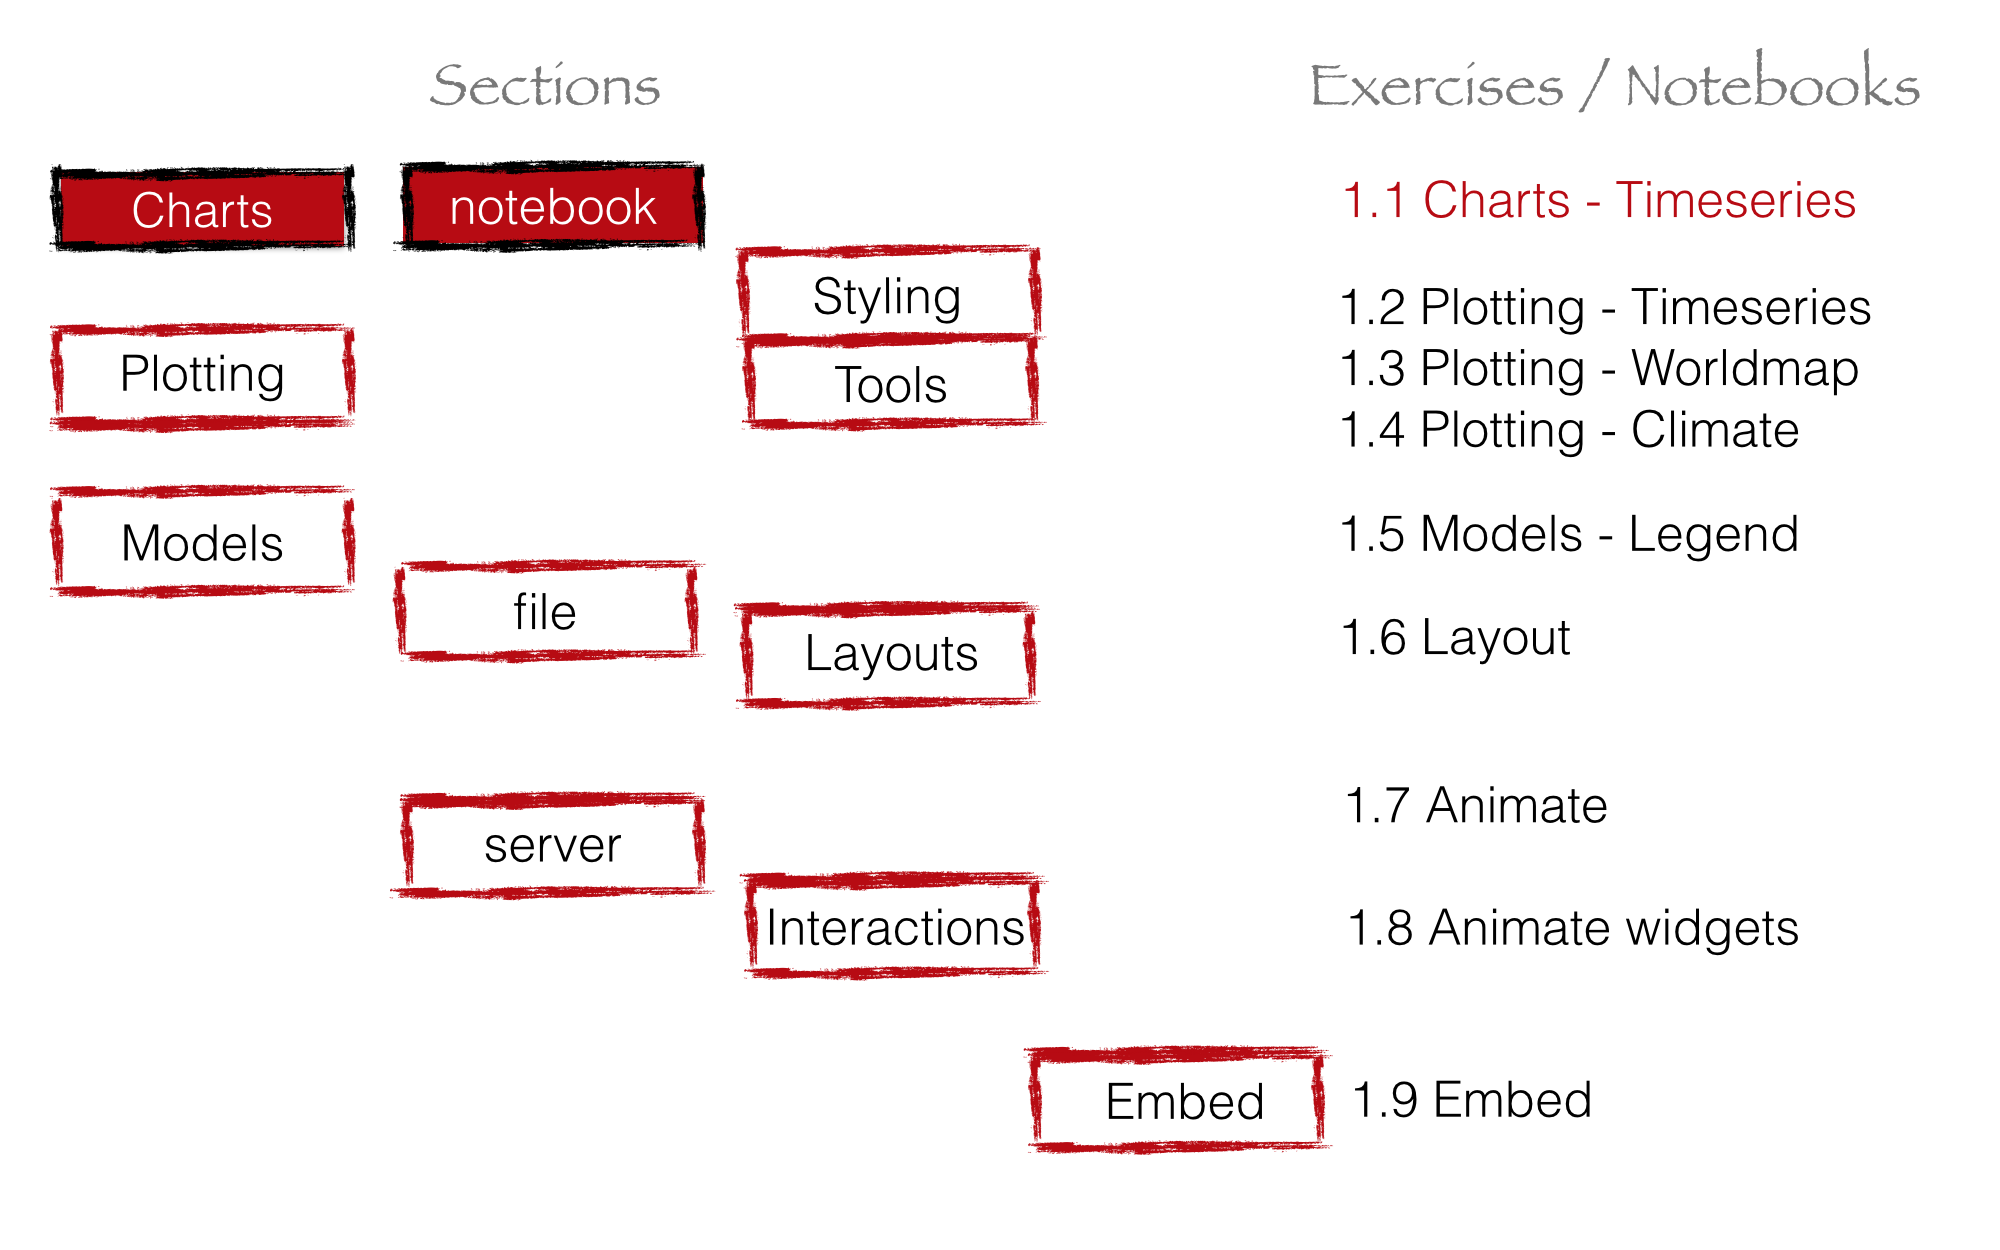 Sections
Exercises / Notebooks
Charts
notebook
1.1 Charts - Timeseries
Styling
1.2 Plotting - Timeseries
Plotting
Tools
1.3 Plotting - Worldmap
1.4 Plotting - Climate
Models
1.5 Models - Legend
file
Layouts
1.6 Layout
server
1.7 Animate
Interactions
1.8 Animate widgets
Embed
1.9 Embed